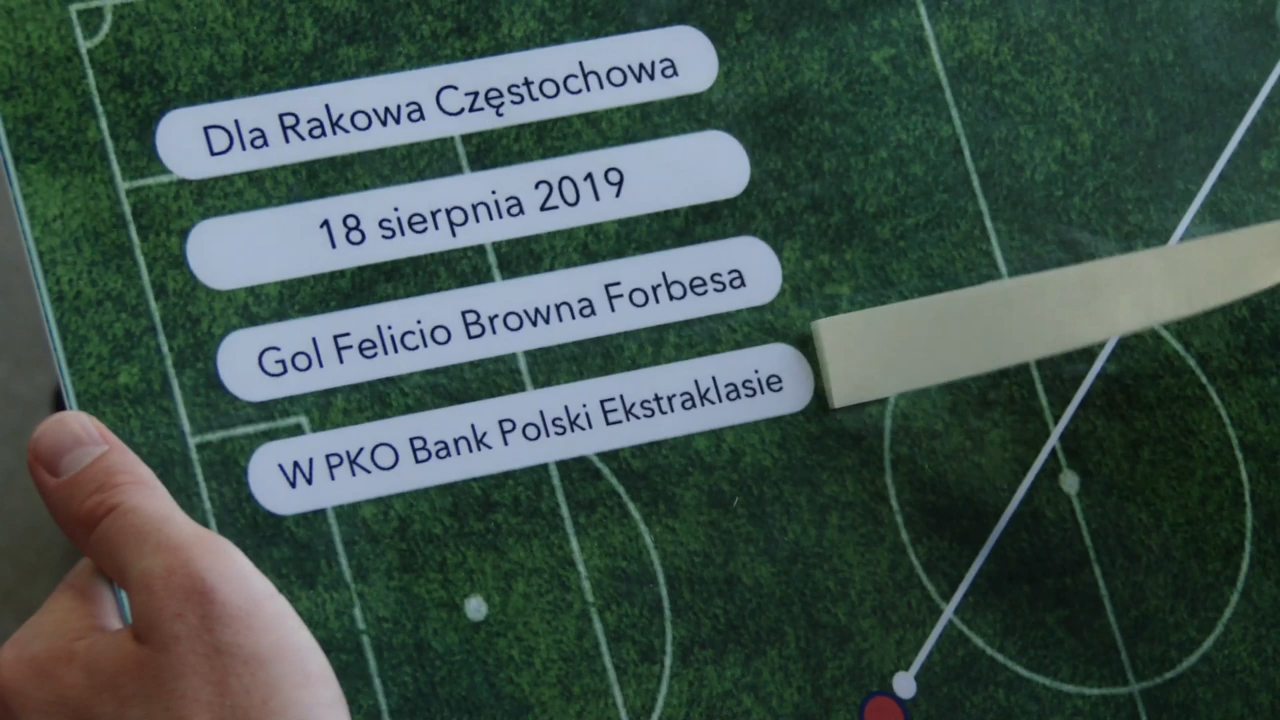 Dla Rakowa Częstochowa
18 sierpnia 2019
Gol Felicio Browna Forbesa
W PKO Bank Polski Ekstraklasie